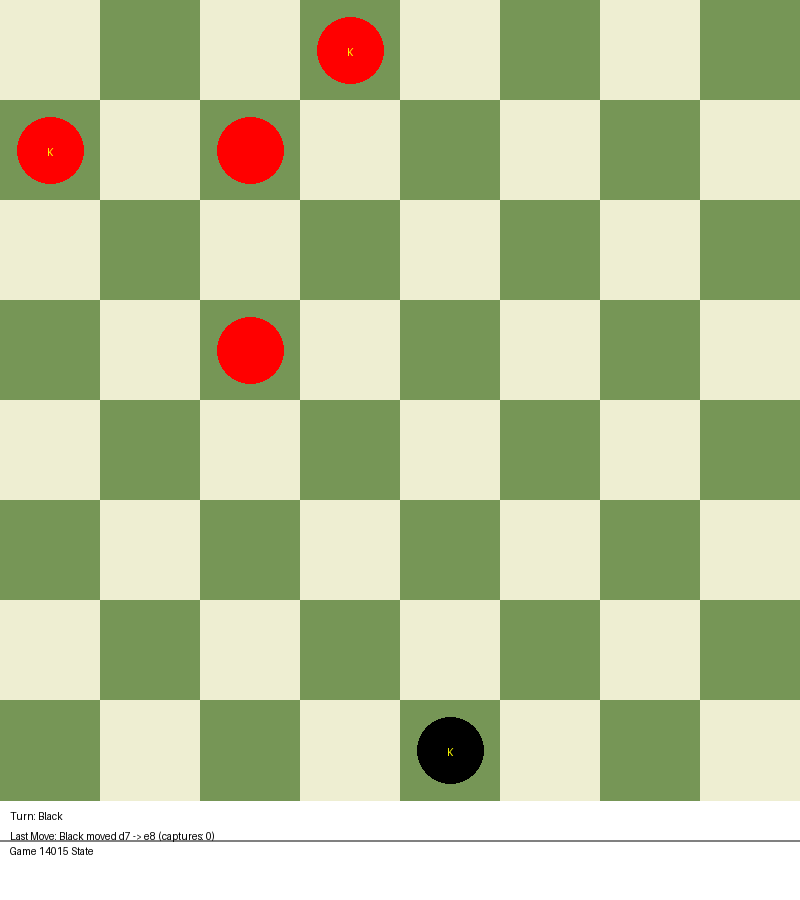 K
K
K
Turn: Black
Last Move: Black moved d7 -> e8 (captures: 0)
Game 14015 State